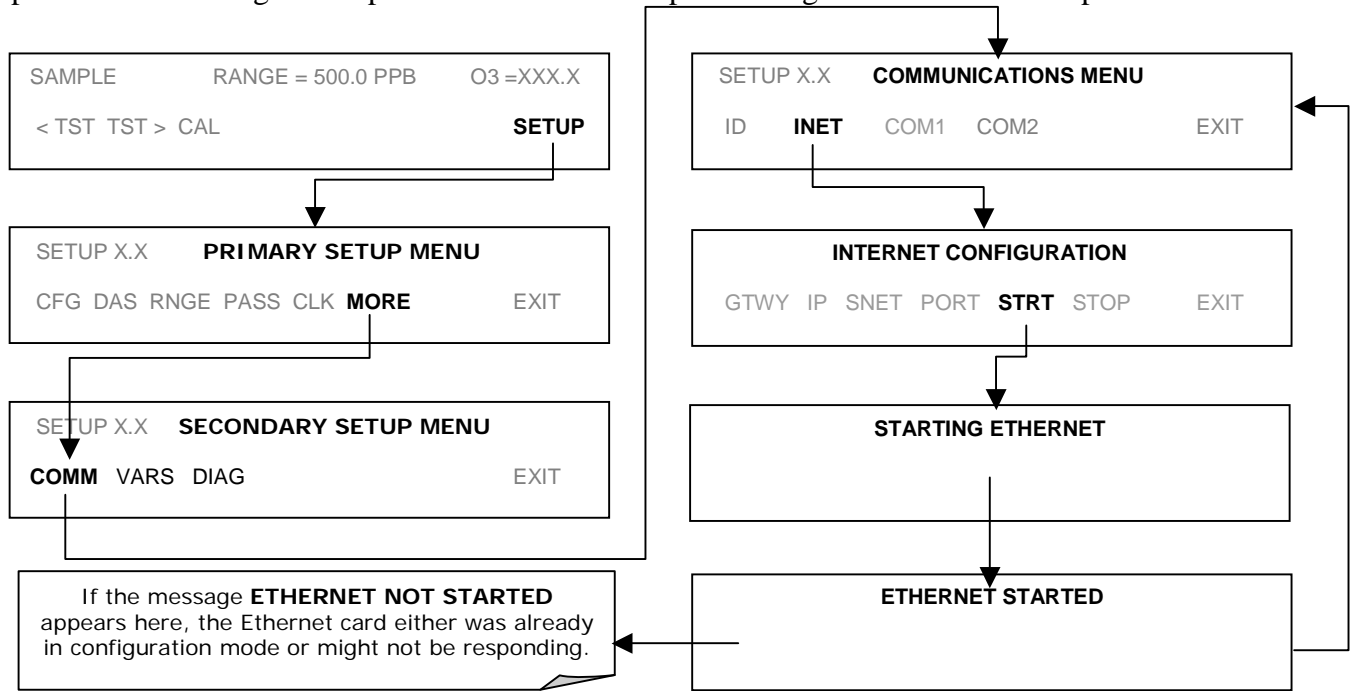 SAMPLE RANGE = 500.0 PPB O3 =XXX.X
< TST TST > CAL SETUP
SETUP X.X PRIMARY SETUP MENU
CFG DAS RNGE PASS CLK MORE EXIT
SETUP X.X SECONDARY SETUP MENU
COMM VARS DIAG EXIT
SETUP X.X COMMUNICATIONS MENU
ID INET COM1 COM2 EXIT
INTERNET CONFIGURATION
GTWY IP SNET PORT STRT STOP EXIT
STARTING ETHERNET
ETHERNET STARTED
If the message ETHERNET NOT STARTED
appears here, the Ethernet card either was already
in configuration mode or might not be responding.